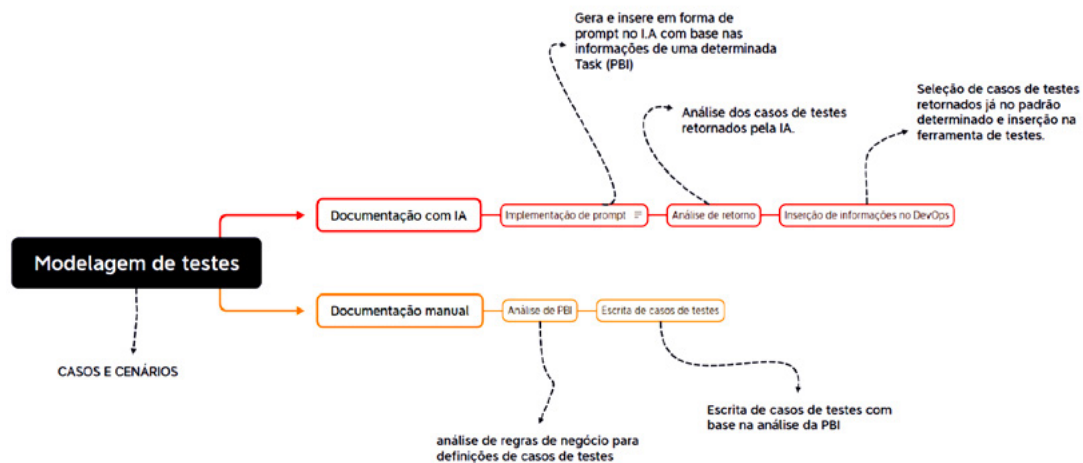 Gera e insere em forma de
prompt no I.A com base nas
informações de uma determinada
Task (PBI)
Seleção de casos de testes
retornados já no padrão
determinado e inserção na
ferramenta de testes.
Análise dos casos de testes
retornados pela IA.
Documentação com IA
Implementação de prompt
Análise de retorno
Inserção de informações no DevOps
Modelagem de testes
Documentação manual
Análise de PBI
Escrita de casos de testes
CASOS E CENÁRIOS
Escrita de casos de testes com
base na análise da PBI
análise de regras de negócio para
definições de casos de testes